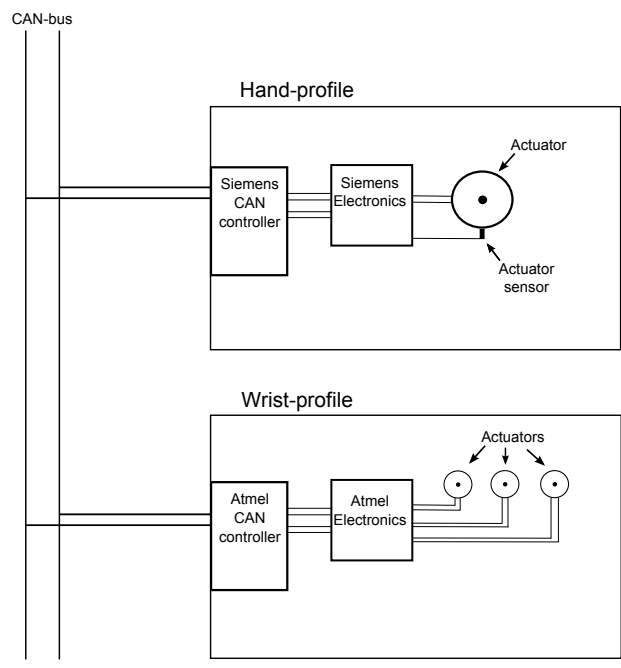 CAN-bus
Hand-profile
Actuator
Siemens
CAN
controller
Siemens
Electronics
Actuator
sensor
Wrist-profile
Actuators
Atmel
CAN
controller
Atmel
Electronics